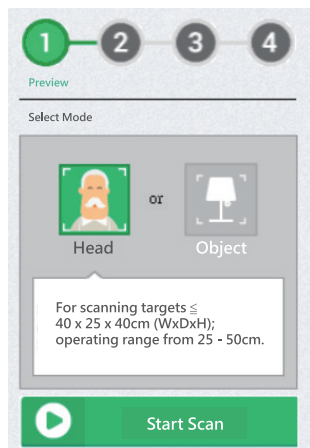 1 2 3 4
Preview
Select Mode
or
Head Object
For scanning targets ≦
40 x 25 x 40cm (WxDxH);
operating range from 25 - 50cm.
Start Scan